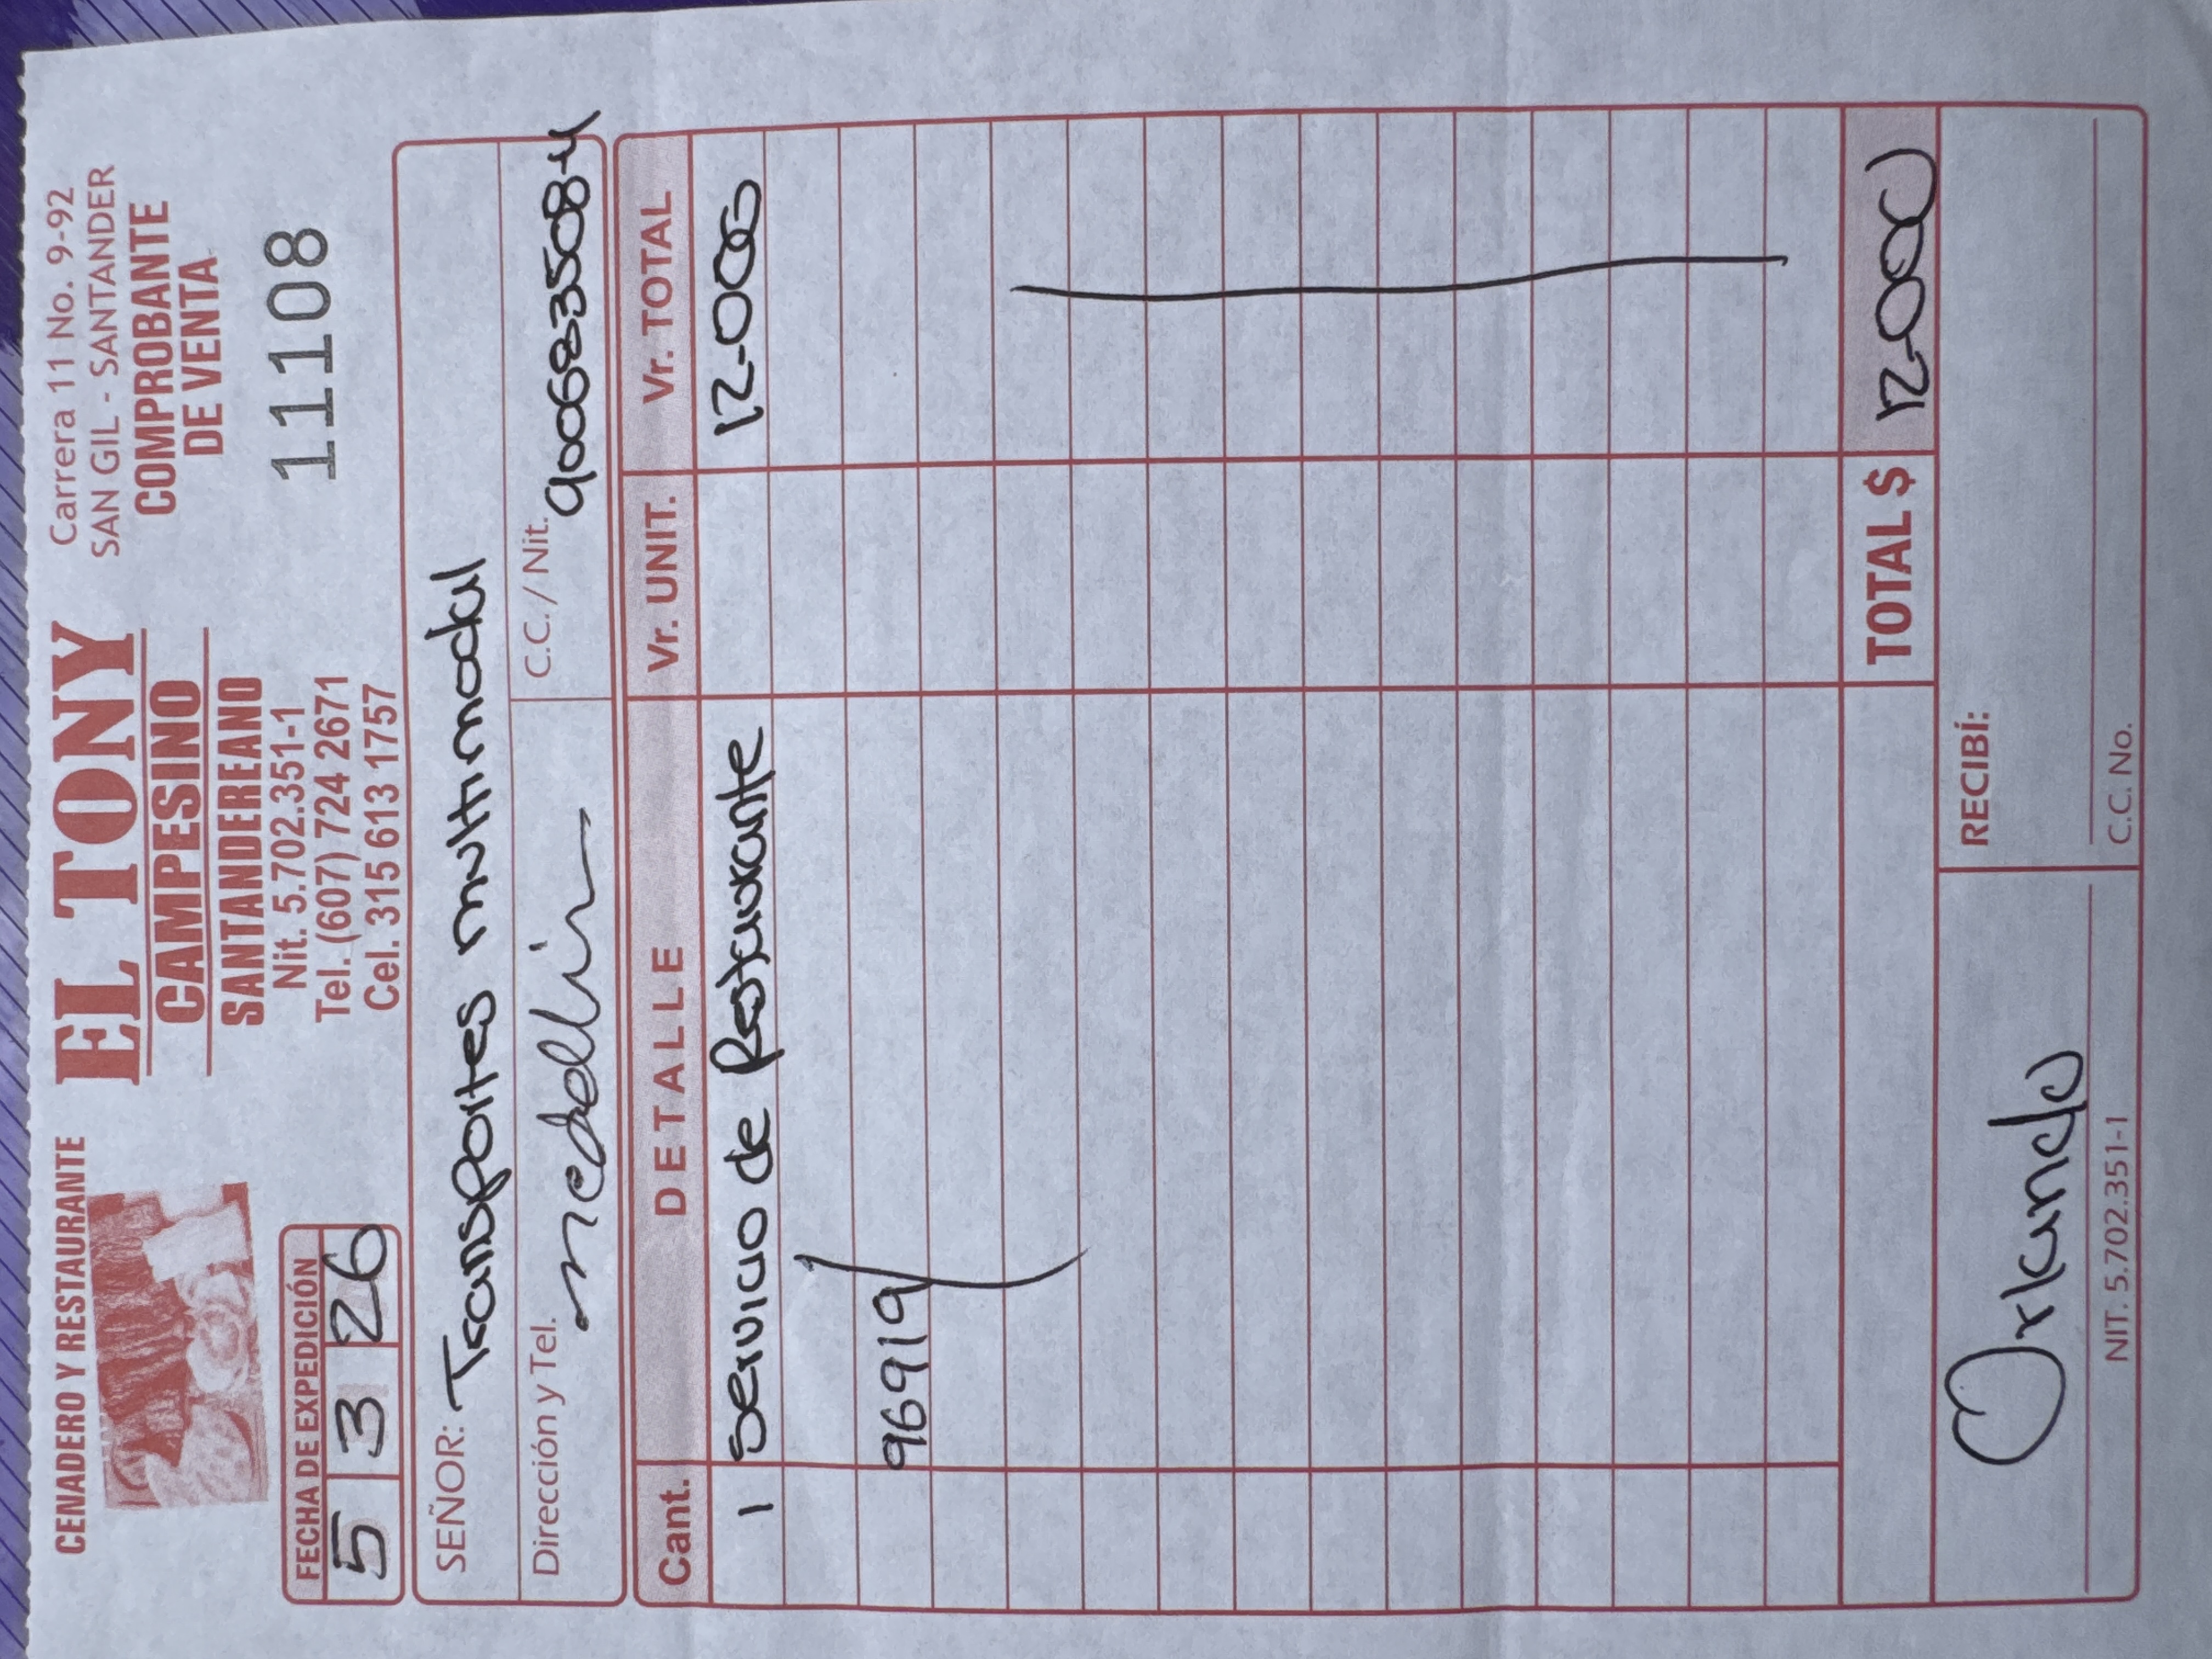 CENADERO Y RESTAURANTE
EL TONY
CAMPESINO
SANTANDEREANO
Nit. 5.702.351-1
Tel. (607) 724 2671
Cel. 315 613 1757
Carrera 11 No. 9-92
SAN GIL - SANTANDER
COMPROBANTE
DE VENTA
11108
FECHA DE EXPEDICIÓN
5 3 26
SEÑOR: Transportes multimodal
Dirección y Tel. medellin C.C. / Nit. 900683508-4
Cant. DETALLE Vr. UNIT. Vr. TOTAL
1 Servicio de Restaurante 12-000
96919
TOTAL $ 12-000
Orlando
NIT. 5.702.351-1
RECIBÍ:
C.C. No.